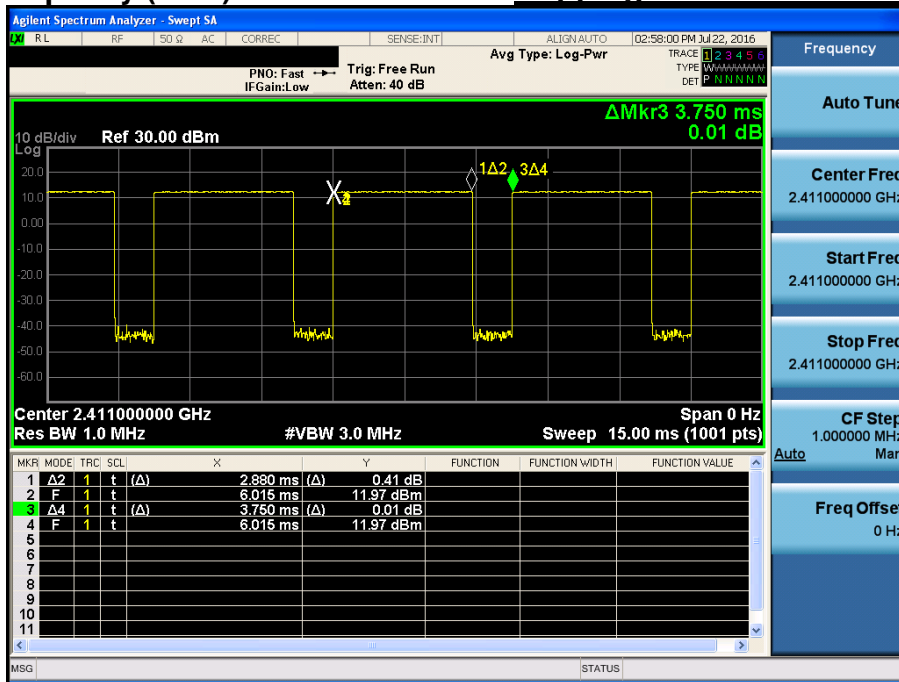 Agilent Spectrum Analyzer - Swept SA
LXI RL RF 50 Ω AC CORREC SENSE:INT ALIGN AUTO 02:58:00 PM Jul 22, 2016
Avg Type: Log-Pwr
TRACE 1 2 3 4 5 6
TYPE WWWWWW
DET P N N N N N
PNO: Fast
IFGain:Low
Trig: Free Run
Atten: 40 dB
ΔMkr3 3.750 ms
0.01 dB
10 dB/div
Log
Ref 30.00 dBm
20.0
10.0
0.00
-10.0
-20.0
-30.0
-40.0
-50.0
-60.0
1Δ2
3Δ4
Center 2.411000000 GHz
Span 0 Hz
Res BW 1.0 MHz
#VBW 3.0 MHz
Sweep 15.00 ms (1001 pts)
MKR MODE TRC SCL X Y FUNCTION FUNCTION WIDTH FUNCTION VALUE
1 Δ2 1 t (Δ) 2.880 ms (Δ) 0.41 dB
2 F 1 t 6.015 ms 11.97 dBm
3 Δ4 1 t (Δ) 3.750 ms (Δ) 0.01 dB
4 F 1 t 6.015 ms 11.97 dBm
5
6
7
8
9
10
11
MSG
STATUS
Frequency
Auto Tune
Center Freq
2.411000000 GHz
Start Freq
2.411000000 GHz
Stop Freq
2.411000000 GHz
CF Step
1.000000 MHz
Auto Man
Freq Offset
0 Hz